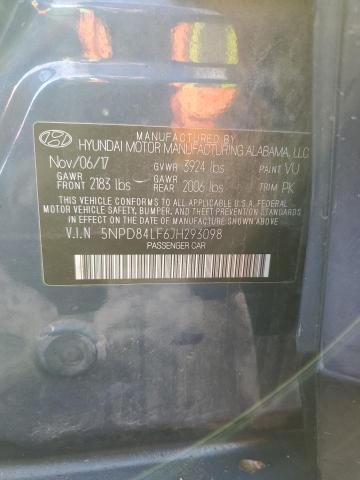 MANUFACTURED BY
HYUNDAI MOTOR MANUFACTURING ALABAMA, LLC
Nov/06/17 GVWR 3924 lbs PAINT VU
GAWR FRONT 2183 lbs GAWR REAR 2006 lbs TRIM PK
THIS VEHICLE CONFORMS TO ALL APPLICABLE U.S.A. FEDERAL
MOTOR VEHICLE SAFETY, BUMPER, AND THEFT PREVENTION
STANDARDS IN EFFECT ON THE DATE OF MANUFACTURE SHOWN ABOVE.
V.I.N 5NPD84LF6JH293098
PASSENGER CAR